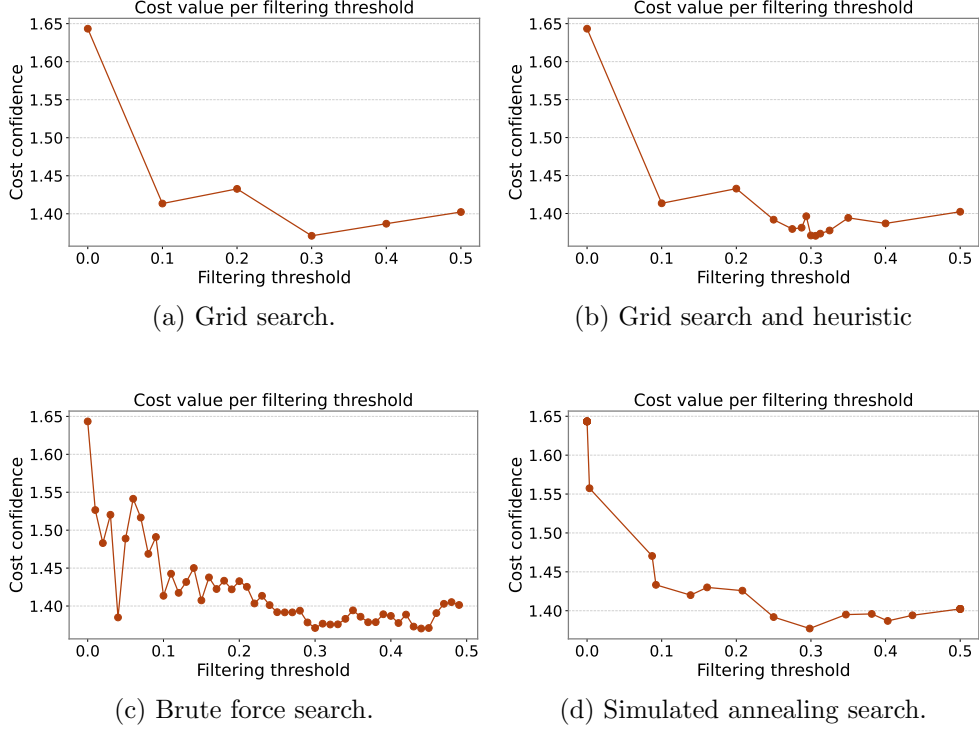 Cost value per filtering threshold
Cost confidence
1.65
1.60
1.55
1.50
1.45
1.40
0.0 0.1 0.2 0.3 0.4 0.5
Filtering threshold
(a) Grid search.
Cost value per filtering threshold
Cost confidence
1.65
1.60
1.55
1.50
1.45
1.40
0.0 0.1 0.2 0.3 0.4 0.5
Filtering threshold
(b) Grid search and heuristic
Cost value per filtering threshold
Cost confidence
1.65
1.60
1.55
1.50
1.45
1.40
0.0 0.1 0.2 0.3 0.4 0.5
Filtering threshold
(c) Brute force search.
Cost value per filtering threshold
Cost confidence
1.65
1.60
1.55
1.50
1.45
1.40
0.0 0.1 0.2 0.3 0.4 0.5
Filtering threshold
(d) Simulated annealing search.